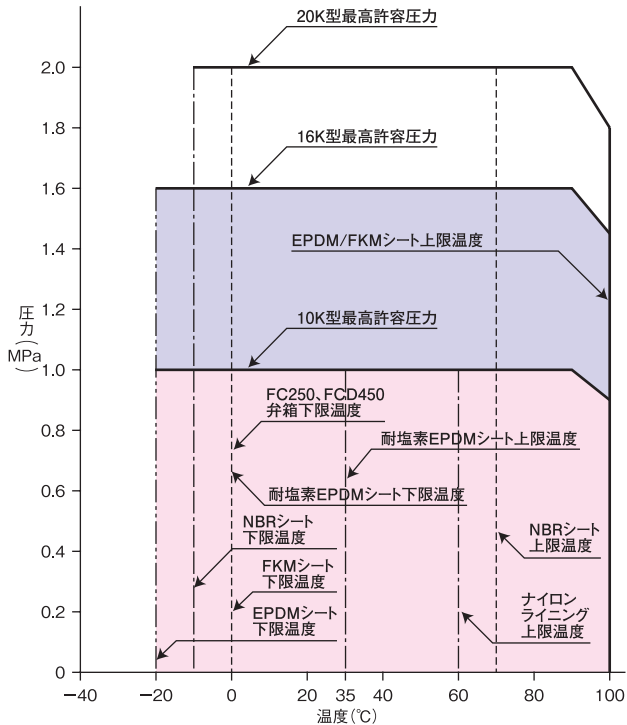 20K型最高許容圧力
2.0
1.8
16K型最高許容圧力
1.6
EPDM/FKMシート上限温度
1.4
1.2
圧力
(MPa)
10K型最高許容圧力
1.0
FC250、FCD450
弁箱下限温度
耐塩素EPDMシート上限温度
0.8
耐塩素EPDMシート下限温度
0.6
NBRシート
下限温度
NBRシート
上限温度
0.4
FKMシート
下限温度
ナイロン
ライニング
上限温度
0.2
EPDMシート
下限温度
0
−40 −20 0 20 35 40 60 80 100
温度(℃)